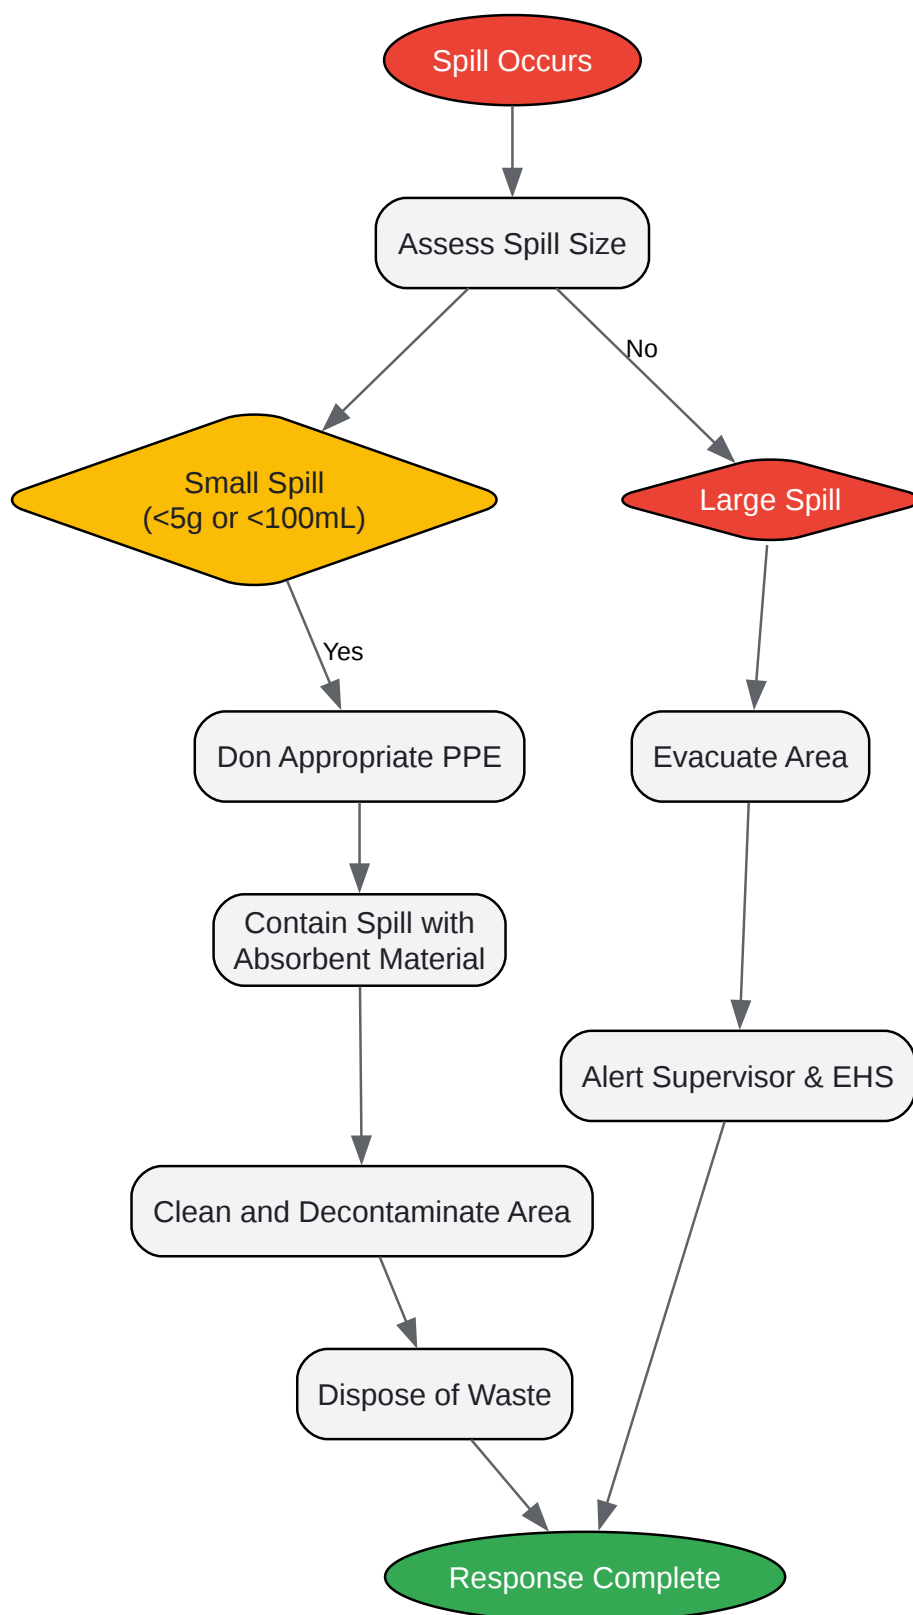 Spill Occurs
Assess Spill Size
No
Small Spill
(<5g or <100mL)
Large Spill
Yes
Don Appropriate PPE
Evacuate Area
Contain Spill with
Absorbent Material
Alert Supervisor & EHS
Clean and Decontaminate Area
Dispose of Waste
Response Complete